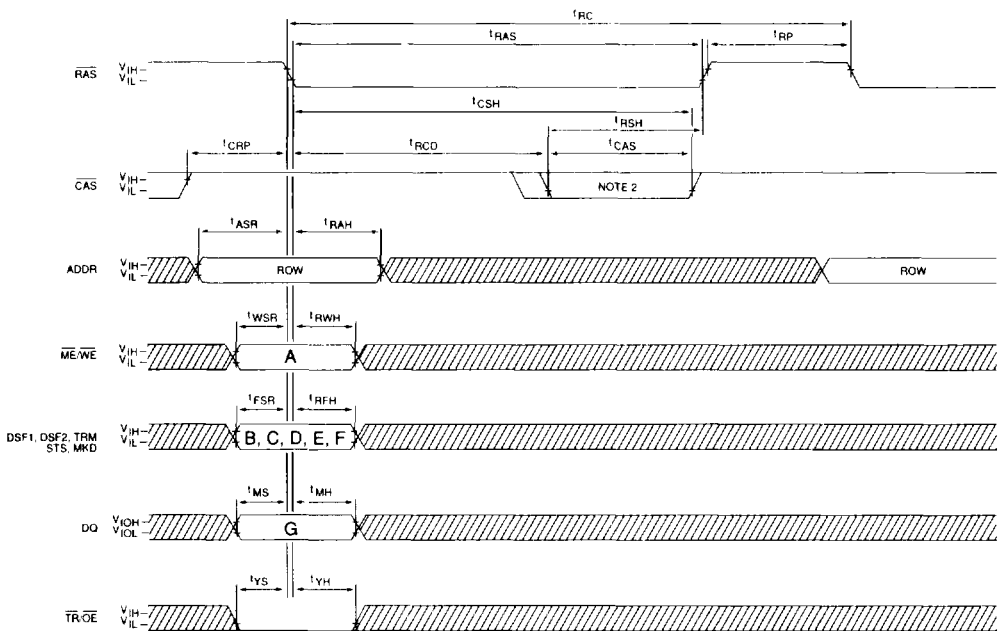 tRC
tRAS
tRP
RAS VIH VIL
tCSH
tRSH
tCRP tRCD tCAS
CAS VIH VIL NOTE 2
tASR tRAH
ADDR VIH VIL ROW ROW
tWSR tRWH
ME/WE VIH VIL A
tFSR tRFH
DSF1, DSF2, TRM VIH VIL B, C, D, E, F
STS, MKD
tMS tMH
DQ VIOH VIOL G
tYS tYH
TR/OE VIH VIL